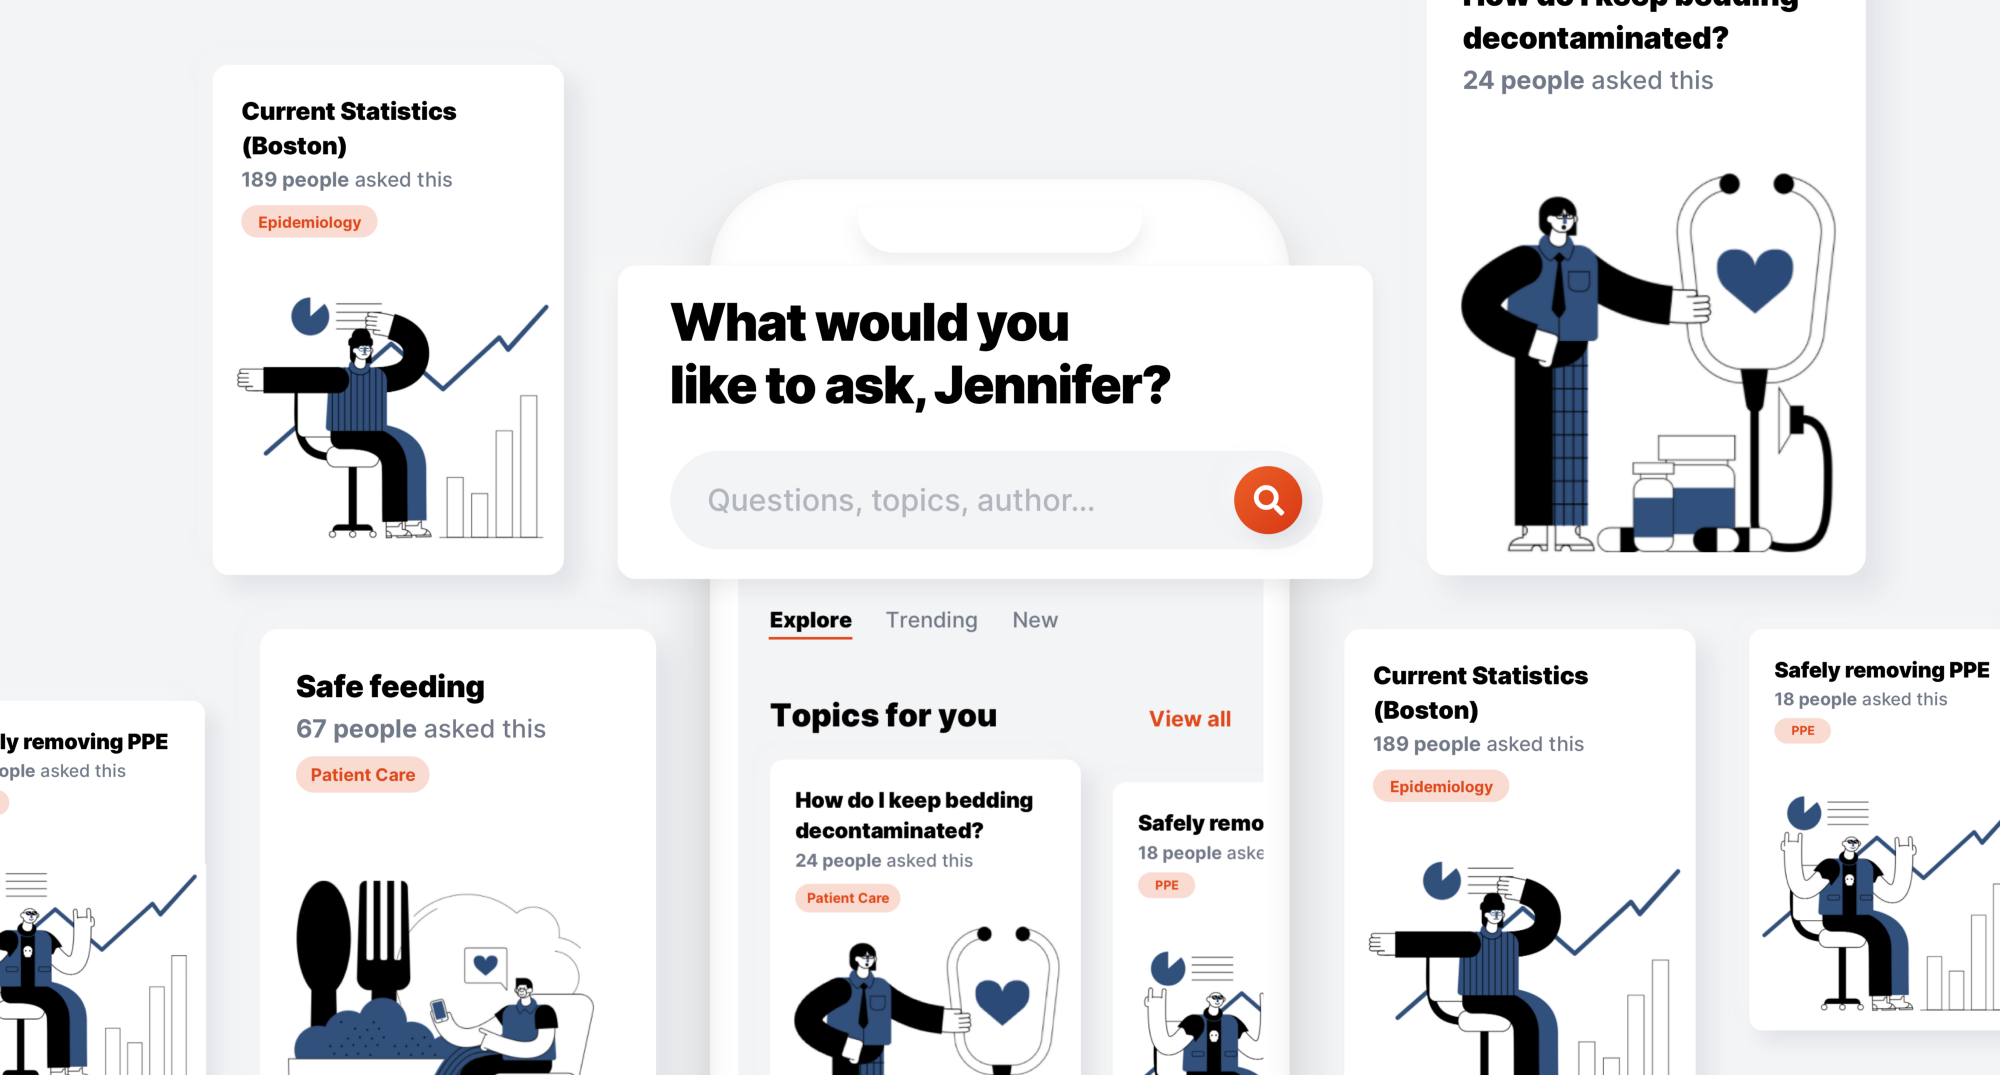 Current Statistics
(Boston)
189 people asked this
Epidemiology
How do I keep bedding
decontaminated?
24 people asked this
What would you
like to ask, Jennifer?
Questions, topics, author...
Explore
Trending
New
Topics for you
View all
How do I keep bedding
decontaminated?
24 people asked this
Patient Care
Safely remo
18 people aske
PPE
ly removing PPE
ople asked this
Safe feeding
67 people asked this
Patient Care
Current Statistics
(Boston)
189 people asked this
Epidemiology
Safely removing PPE
18 people asked this
PPE